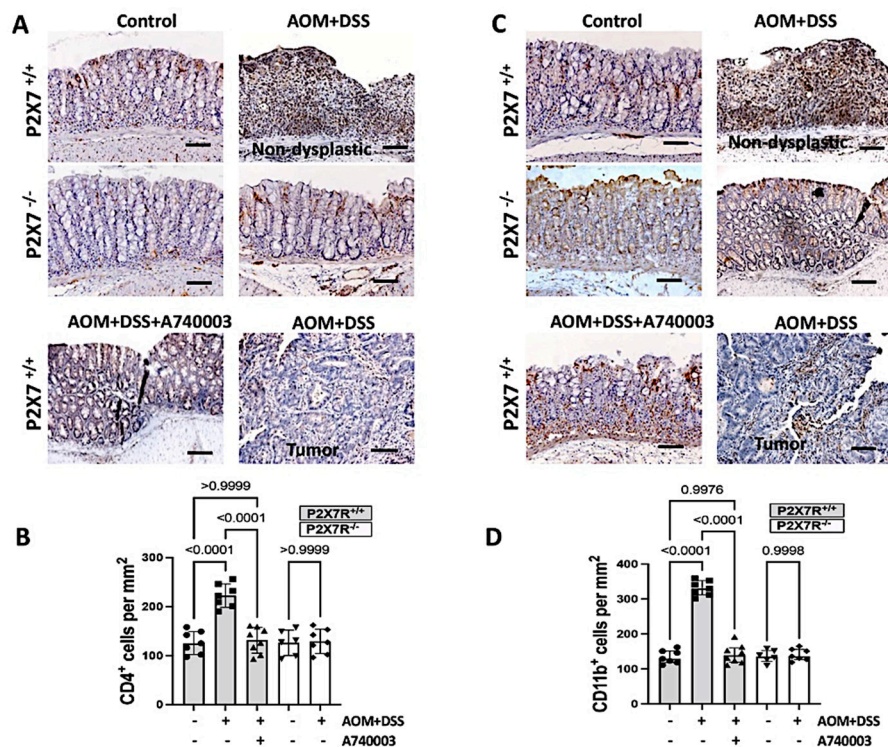 A
Control
AOM+DSS
P2X7 +/+
Non-dysplastic
P2X7 -/-
AOM+DSS+A740003
AOM+DSS
P2X7 +/+
Tumor
C
Control
AOM+DSS
P2X7 +/+
Non-dysplastic
P2X7 -/-
AOM+DSS+A740003
AOM+DSS
P2X7 +/+
Tumor
B
>0.9999
<0.0001
<0.0001
>0.9999
P2X7R+/+
P2X7R-/-
CD4+ cells per mm2
300
200
100
0
- + + - + AOM+DSS
- - + - - A740003
D
0.9976
<0.0001
<0.0001
0.9998
P2X7R+/+
P2X7R-/-
CD11b+ cells per mm2
400
300
200
100
0
- + + - + AOM+DSS
- - + - - A740003